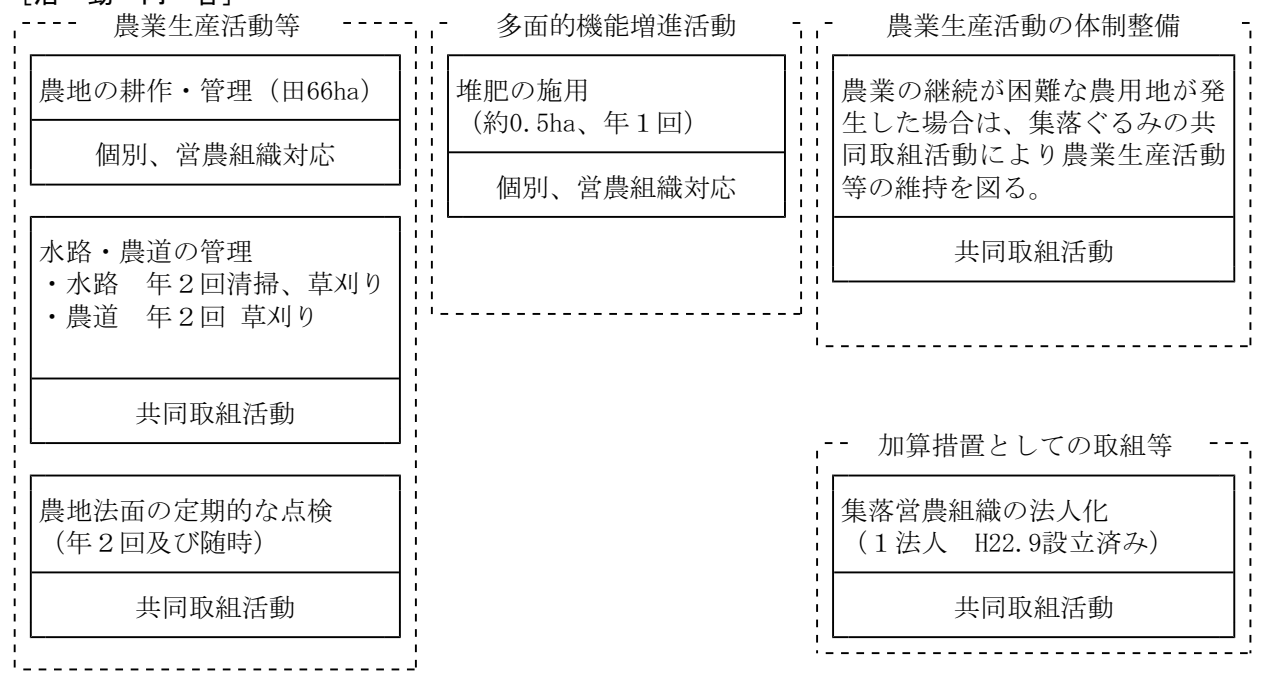 農業生産活動等
農地の耕作・管理（田66ha）
個別、営農組織対応
水路・農道の管理
・水路　年２回清掃、草刈り
・農道　年２回 草刈り
共同取組活動
農地法面の定期的な点検
（年２回及び随時）
共同取組活動
多面的機能増進活動
堆肥の施用
（約0.5ha、年１回）
個別、営農組織対応
農業生産活動の体制整備
農業の継続が困難な農用地が発
生した場合は、集落ぐるみの共
同取組活動により農業生産活動
等の維持を図る。
共同取組活動
加算措置としての取組等
集落営農組織の法人化
（１法人　H22.9設立済み）
共同取組活動